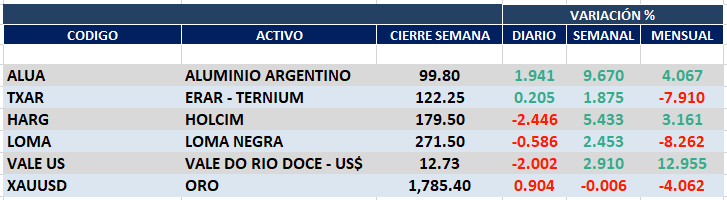 VARIACIÓN %
CODIGO ACTIVO CIERRE SEMANA DIARIO SEMANAL MENSUAL
ALUA ALUMINIO ARGENTINO 99.80 1.941 9.670 4.067
TXAR ERAR - TERNIUM 122.25 0.205 1.875 -7.910
HARG HOLCIM 179.50 -2.446 5.433 3.161
LOMA LOMA NEGRA 271.50 -0.586 2.453 -8.262
VALE US VALE DO RIO DOCE - US$ 12.73 -2.002 2.910 12.955
XAUUSD ORO 1,785.40 0.904 -0.006 -4.062